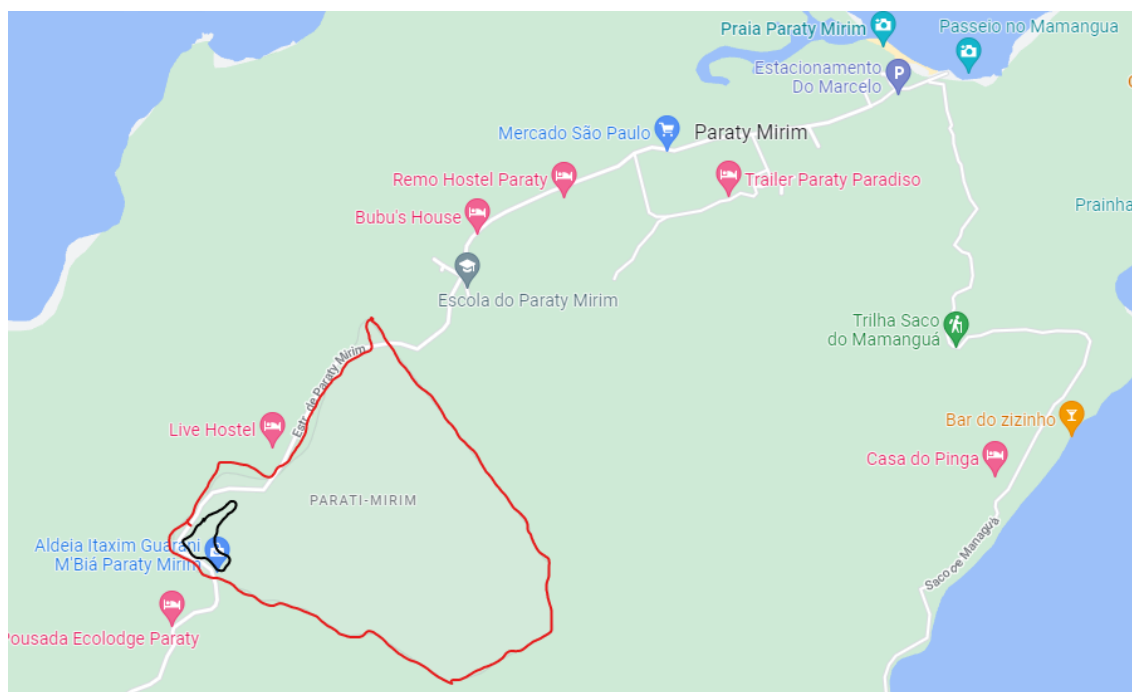 Praia Paraty Mirim
Passeio no Mamangua
Estacionamento
Do Marcelo
Mercado São Paulo
Paraty Mirim
Remo Hostel Paraty
Trailer Paraty Paradiso
Bubu's House
Prainha
Escola do Paraty Mirim
Trilha Saco
do Mamanguá
Estr. de Paraty Mirim
Live Hostel
Bar do zizinho
Casa do Pinga
PARATI-MIRIM
Aldeia Itaxim Guarani
M'Biá Paraty Mirim
Saco de Managuá
Pousada Ecolodge Paraty
P